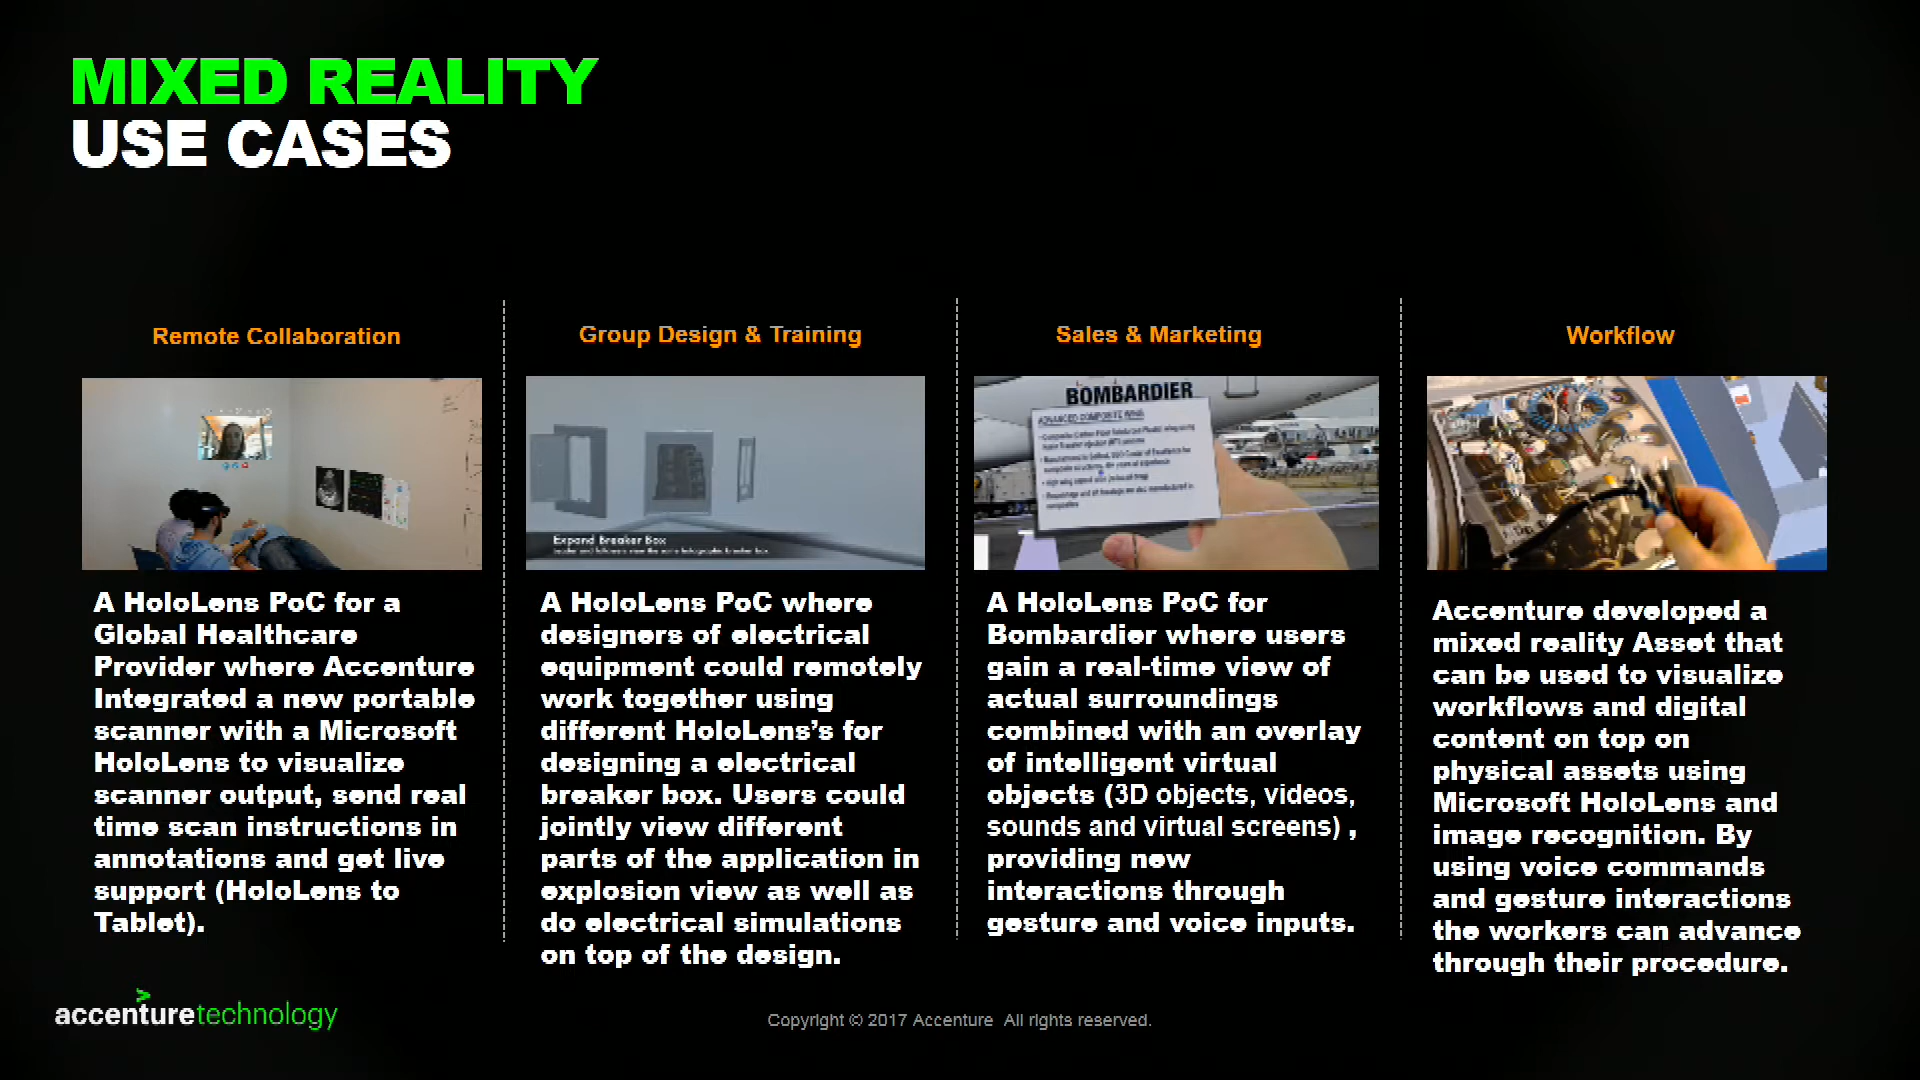 MIXED REALITY
USE CASES
Remote Collaboration
Group Design & Training
Sales & Marketing
Workflow
Expand Breaker Box
BOMBARDIER
ADVANCED COMPOSITE WING
A HoloLens PoC for a
Global Healthcare
Provider where Accenture
Integrated a new portable
scanner with a Microsoft
HoloLens to visualize
scanner output, send real
time scan instructions in
annotations and get live
support (HoloLens to
Tablet).
A HoloLens PoC where
designers of electrical
equipment could remotely
work together using
different HoloLens’s for
designing a electrical
breaker box. Users could
jointly view different
parts of the application in
explosion view as well as
do electrical simulations
on top of the design.
A HoloLens PoC for
Bombardier where users
gain a real-time view of
actual surroundings
combined with an overlay
of intelligent virtual
objects (3D objects, videos,
sounds and virtual screens) ,
providing new
interactions through
gesture and voice inputs.
Accenture developed a
mixed reality Asset that
can be used to visualize
workflows and digital
content on top on
physical assets using
Microsoft HoloLens and
image recognition. By
using voice commands
and gesture interactions
the workers can advance
through their procedure.
accenturetechnology
Copyright © 2017 Accenture All rights reserved.